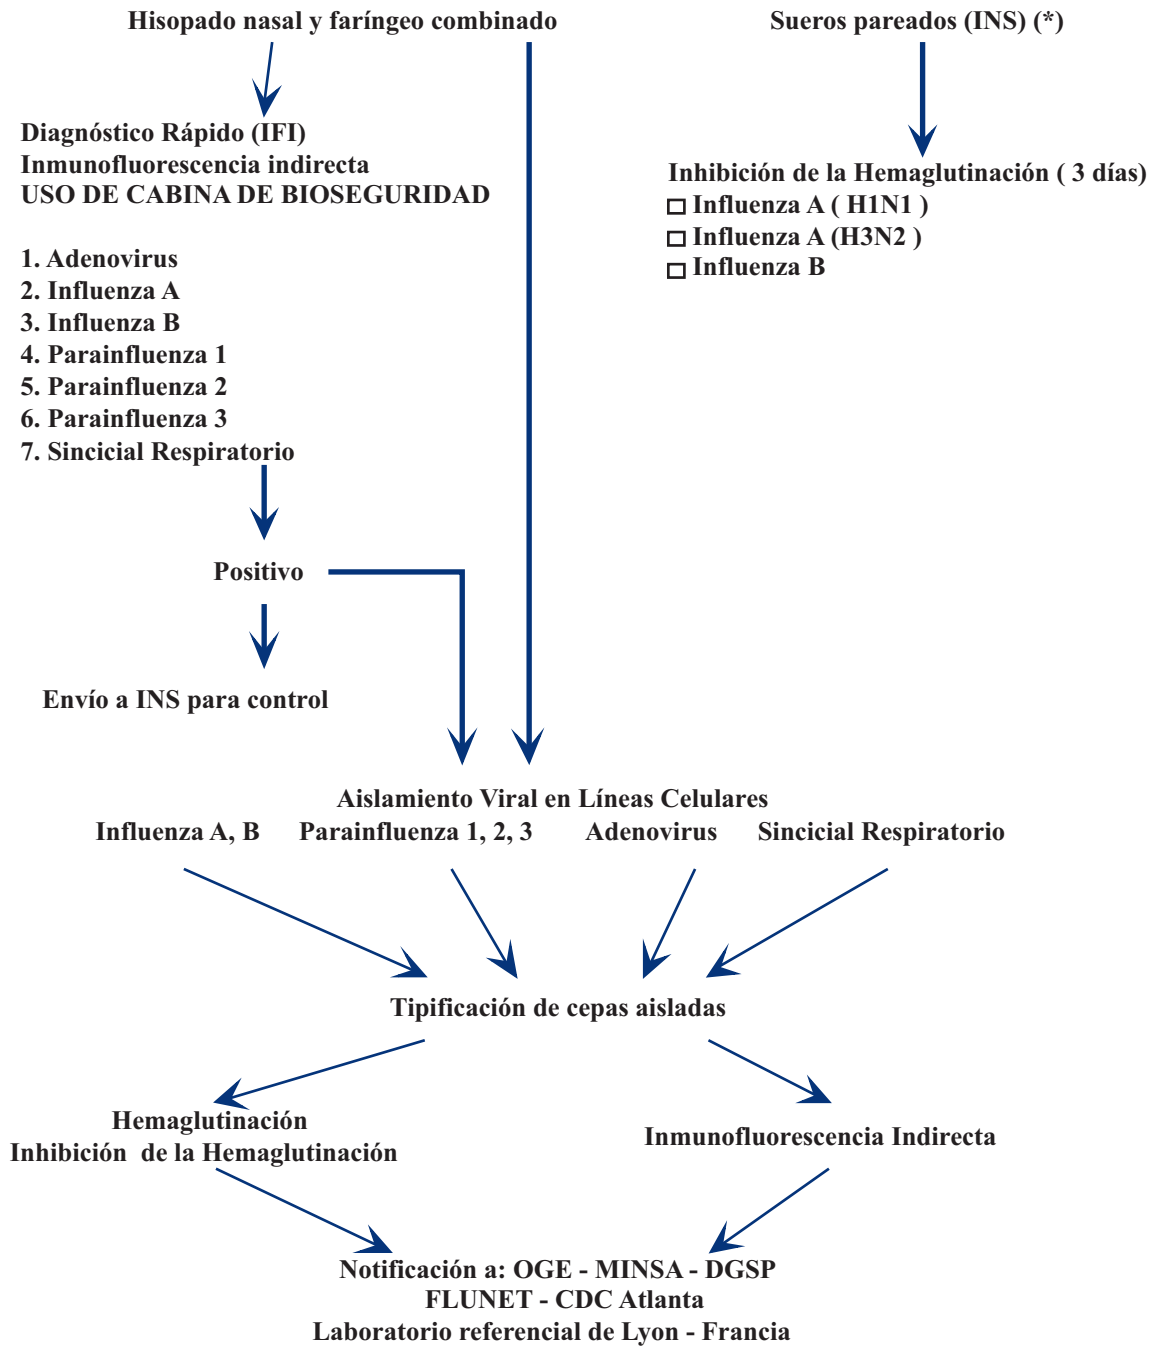 Hisopado nasal y faríngeo combinado
Sueros pareados (INS) (*)
Diagnóstico Rápido (IFI)
Inmunofluorescencia indirecta
USO DE CABINA DE BIOSEGURIDAD
1. Adenovirus
2. Influenza A
3. Influenza B
4. Parainfluenza 1
5. Parainfluenza 2
6. Parainfluenza 3
7. Sincicial Respiratorio
Inhibición de la Hemaglutinación ( 3 días)
Influenza A ( H1N1 )
Influenza A (H3N2 )
Influenza B
Positivo
Envío a INS para control
Aislamiento Viral en Líneas Celulares
Influenza A, B Parainfluenza 1, 2, 3 Adenovirus Sincicial Respiratorio
Tipificación de cepas aisladas
Hemaglutinación
Inhibición de la Hemaglutinación
Inmunofluorescencia Indirecta
Notificación a: OGE - MINSA - DGSP
FLUNET - CDC Atlanta
Laboratorio referencial de Lyon - Francia